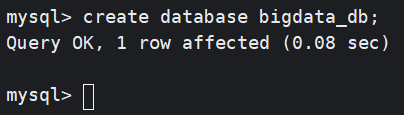 mysql> create database bigdata_db;
Query OK, 1 row affected (0.08 sec)
mysql>